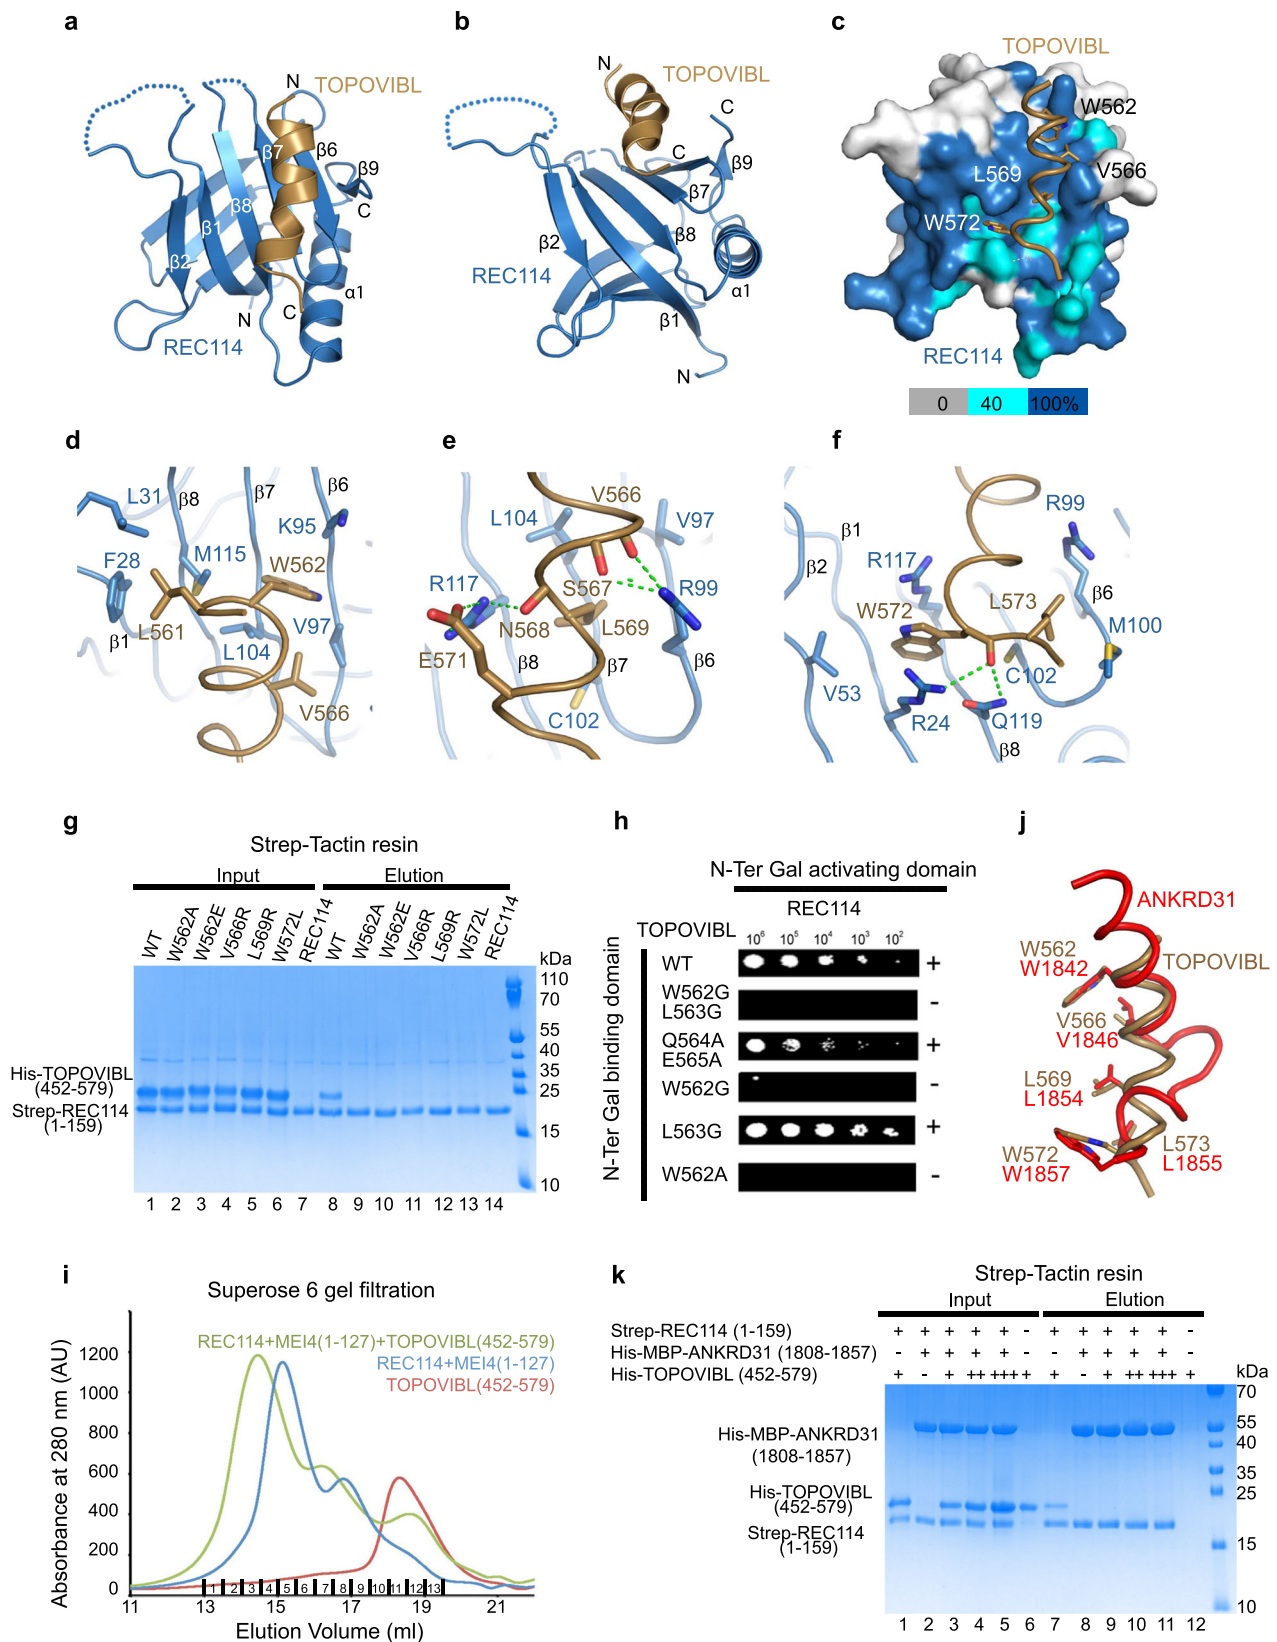 a
N
TOPOVIBL
β7
β6
β9
C
β8
β1
β2
α1
N
C
REC114
b
N
TOPOVIBL
C
C
β9
β7
β2
β8
REC114
α1
β1
N
c
TOPOVIBL
W562
V566
L569
W572
REC114
0 40 100%
d
L31
β8
β7
β6
K95
F28
M115
W562
β1
L561
V97
L104
V566
e
V566
L104
V97
R117
S567
R99
N568
L569
E571
β8
β7
β6
C102
f
R99
β1
β2
R117
W572
L573
β6
M100
V53
C102
R24
Q119
β8
g
Strep-Tactin resin
Input Elution
WT W562A W562E V566R L569R W572L REC114 WT W562A W562E V566R L569R W572L REC114
kDa
110
70
55
40
35
25
15
10
His-TOPOVIBL
(452-579)
Strep-REC114
(1-159)
1 2 3 4 5 6 7 8 9 10 11 12 13 14
h
N-Ter Gal activating domain
REC114
TOPOVIBL 10⁶ 10⁵ 10⁴ 10³ 10²
N-Ter Gal binding domain
WT +
W562G
L563G -
Q564A
E565A +
W562G -
L563G +
W562A -
j
ANKRD31
W562
W1842
TOPOVIBL
V566
V1846
L569
L1854
W572
W1857
L573
L1855
i
Superose 6 gel filtration
REC114+MEI4(1-127)+TOPOVIBL(452-579)
REC114+MEI4(1-127)
TOPOVIBL(452-579)
Absorbance at 280 nm (AU)
1200
1000
800
600
400
200
0
1 2 3 4 5 6 7 8 9 10 11 12 13
11 13 15 17 19 21
Elution Volume (ml)
k
Strep-Tactin resin
Input Elution
Strep-REC114 (1-159) + + + + + - + + + + + -
His-MBP-ANKRD31 (1808-1857) - + + + + - - + + + + -
His-TOPOVIBL (452-579) + - + ++ +++ + + - + ++ +++ +
kDa
70
55
40
35
25
15
10
His-MBP-ANKRD31
(1808-1857)
His-TOPOVIBL
(452-579)
Strep-REC114
(1-159)
1 2 3 4 5 6 7 8 9 10 11 12